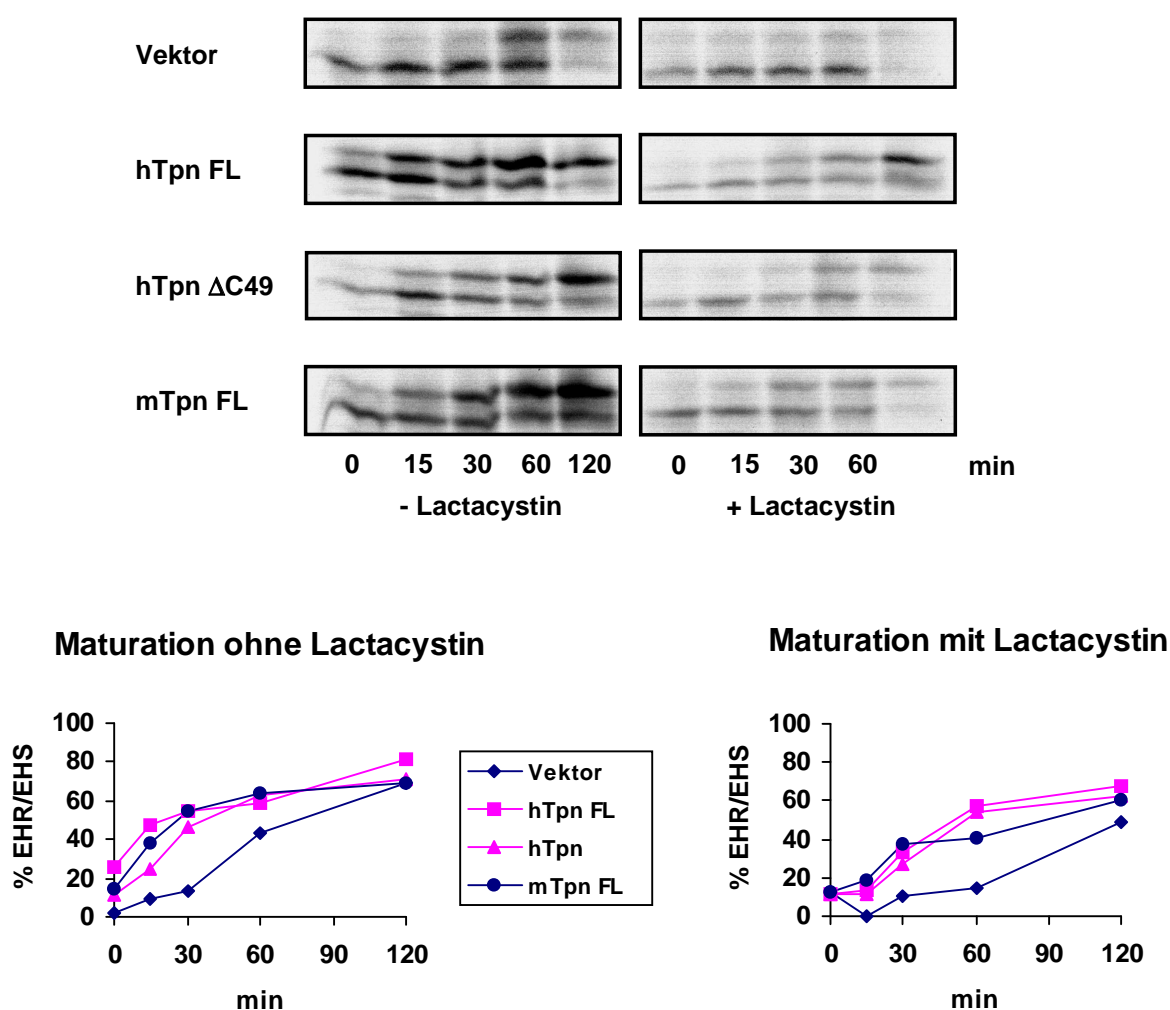 Vektor
hTpn FL
hTpn ΔC49
mTpn FL
0 15 30 60 120 0 15 30 60 min
- Lactacystin + Lactacystin
Maturation ohne Lactacystin
% EHR/EHS
100
80
60
40
20
0
0 30 60 90 120
min
Vektor
hTpn FL
hTpn
mTpn FL
Maturation mit Lactacystin
% EHR/EHS
100
80
60
40
20
0
0 30 60 90 120
min